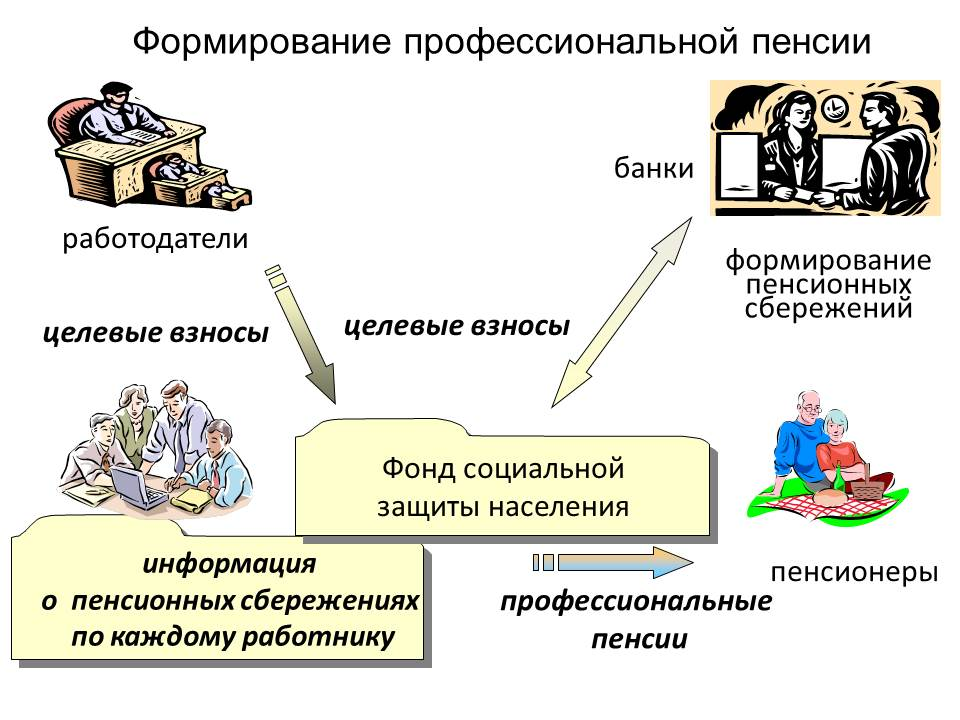 Формирование профессиональной пенсии
банки
работодатели
формирование
пенсионных
сбережений
целевые взносы
целевые взносы
Фонд социальной
защиты населения
информация
о пенсионных сбережениях
по каждому работнику
пенсионеры
профессиональные
пенсии